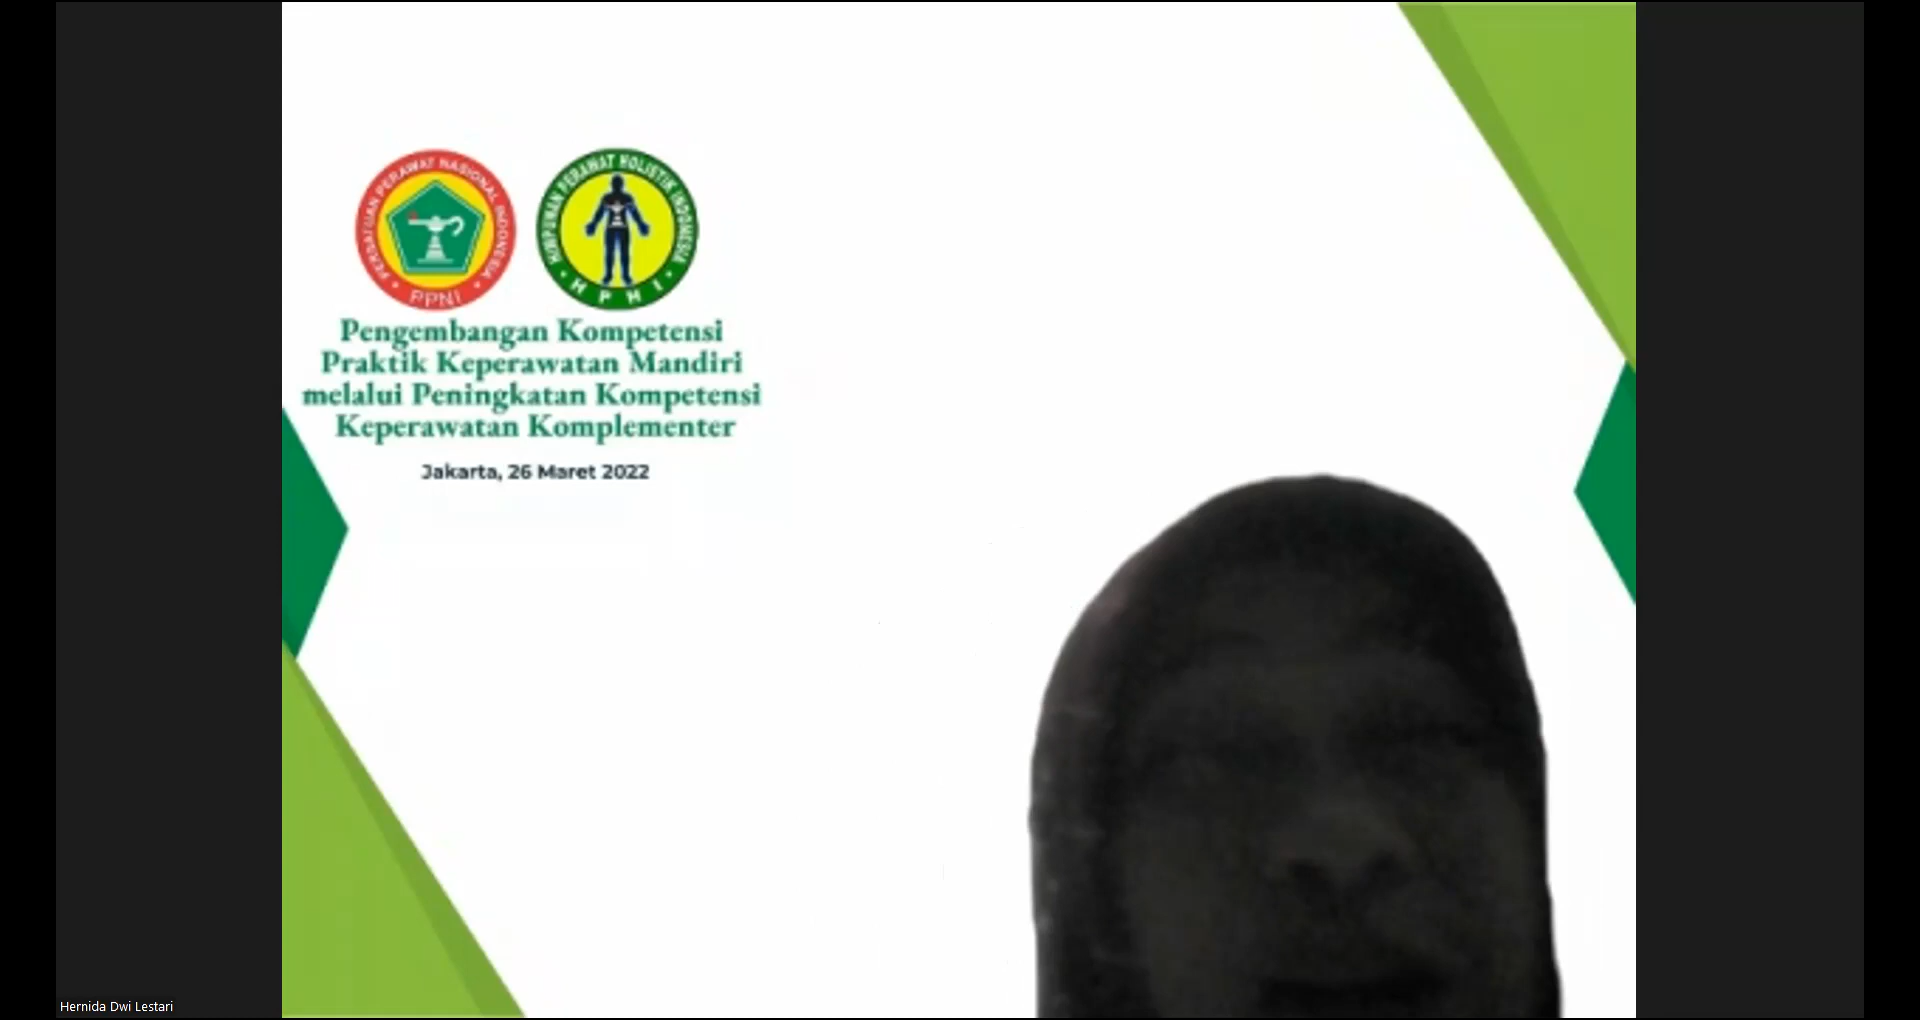 PERSATUAN PERAWAT NASIONAL INDONESIA
PPNI
HIMPUNAN PERAWAT HOLISTIK INDONESIA
HPHI
Pengembangan Kompetensi
Praktik Keperawatan Mandiri
melalui Peningkatan Kompetensi
Keperawatan Komplementer
Jakarta, 26 Maret 2022
Hernida Dwi Lestari